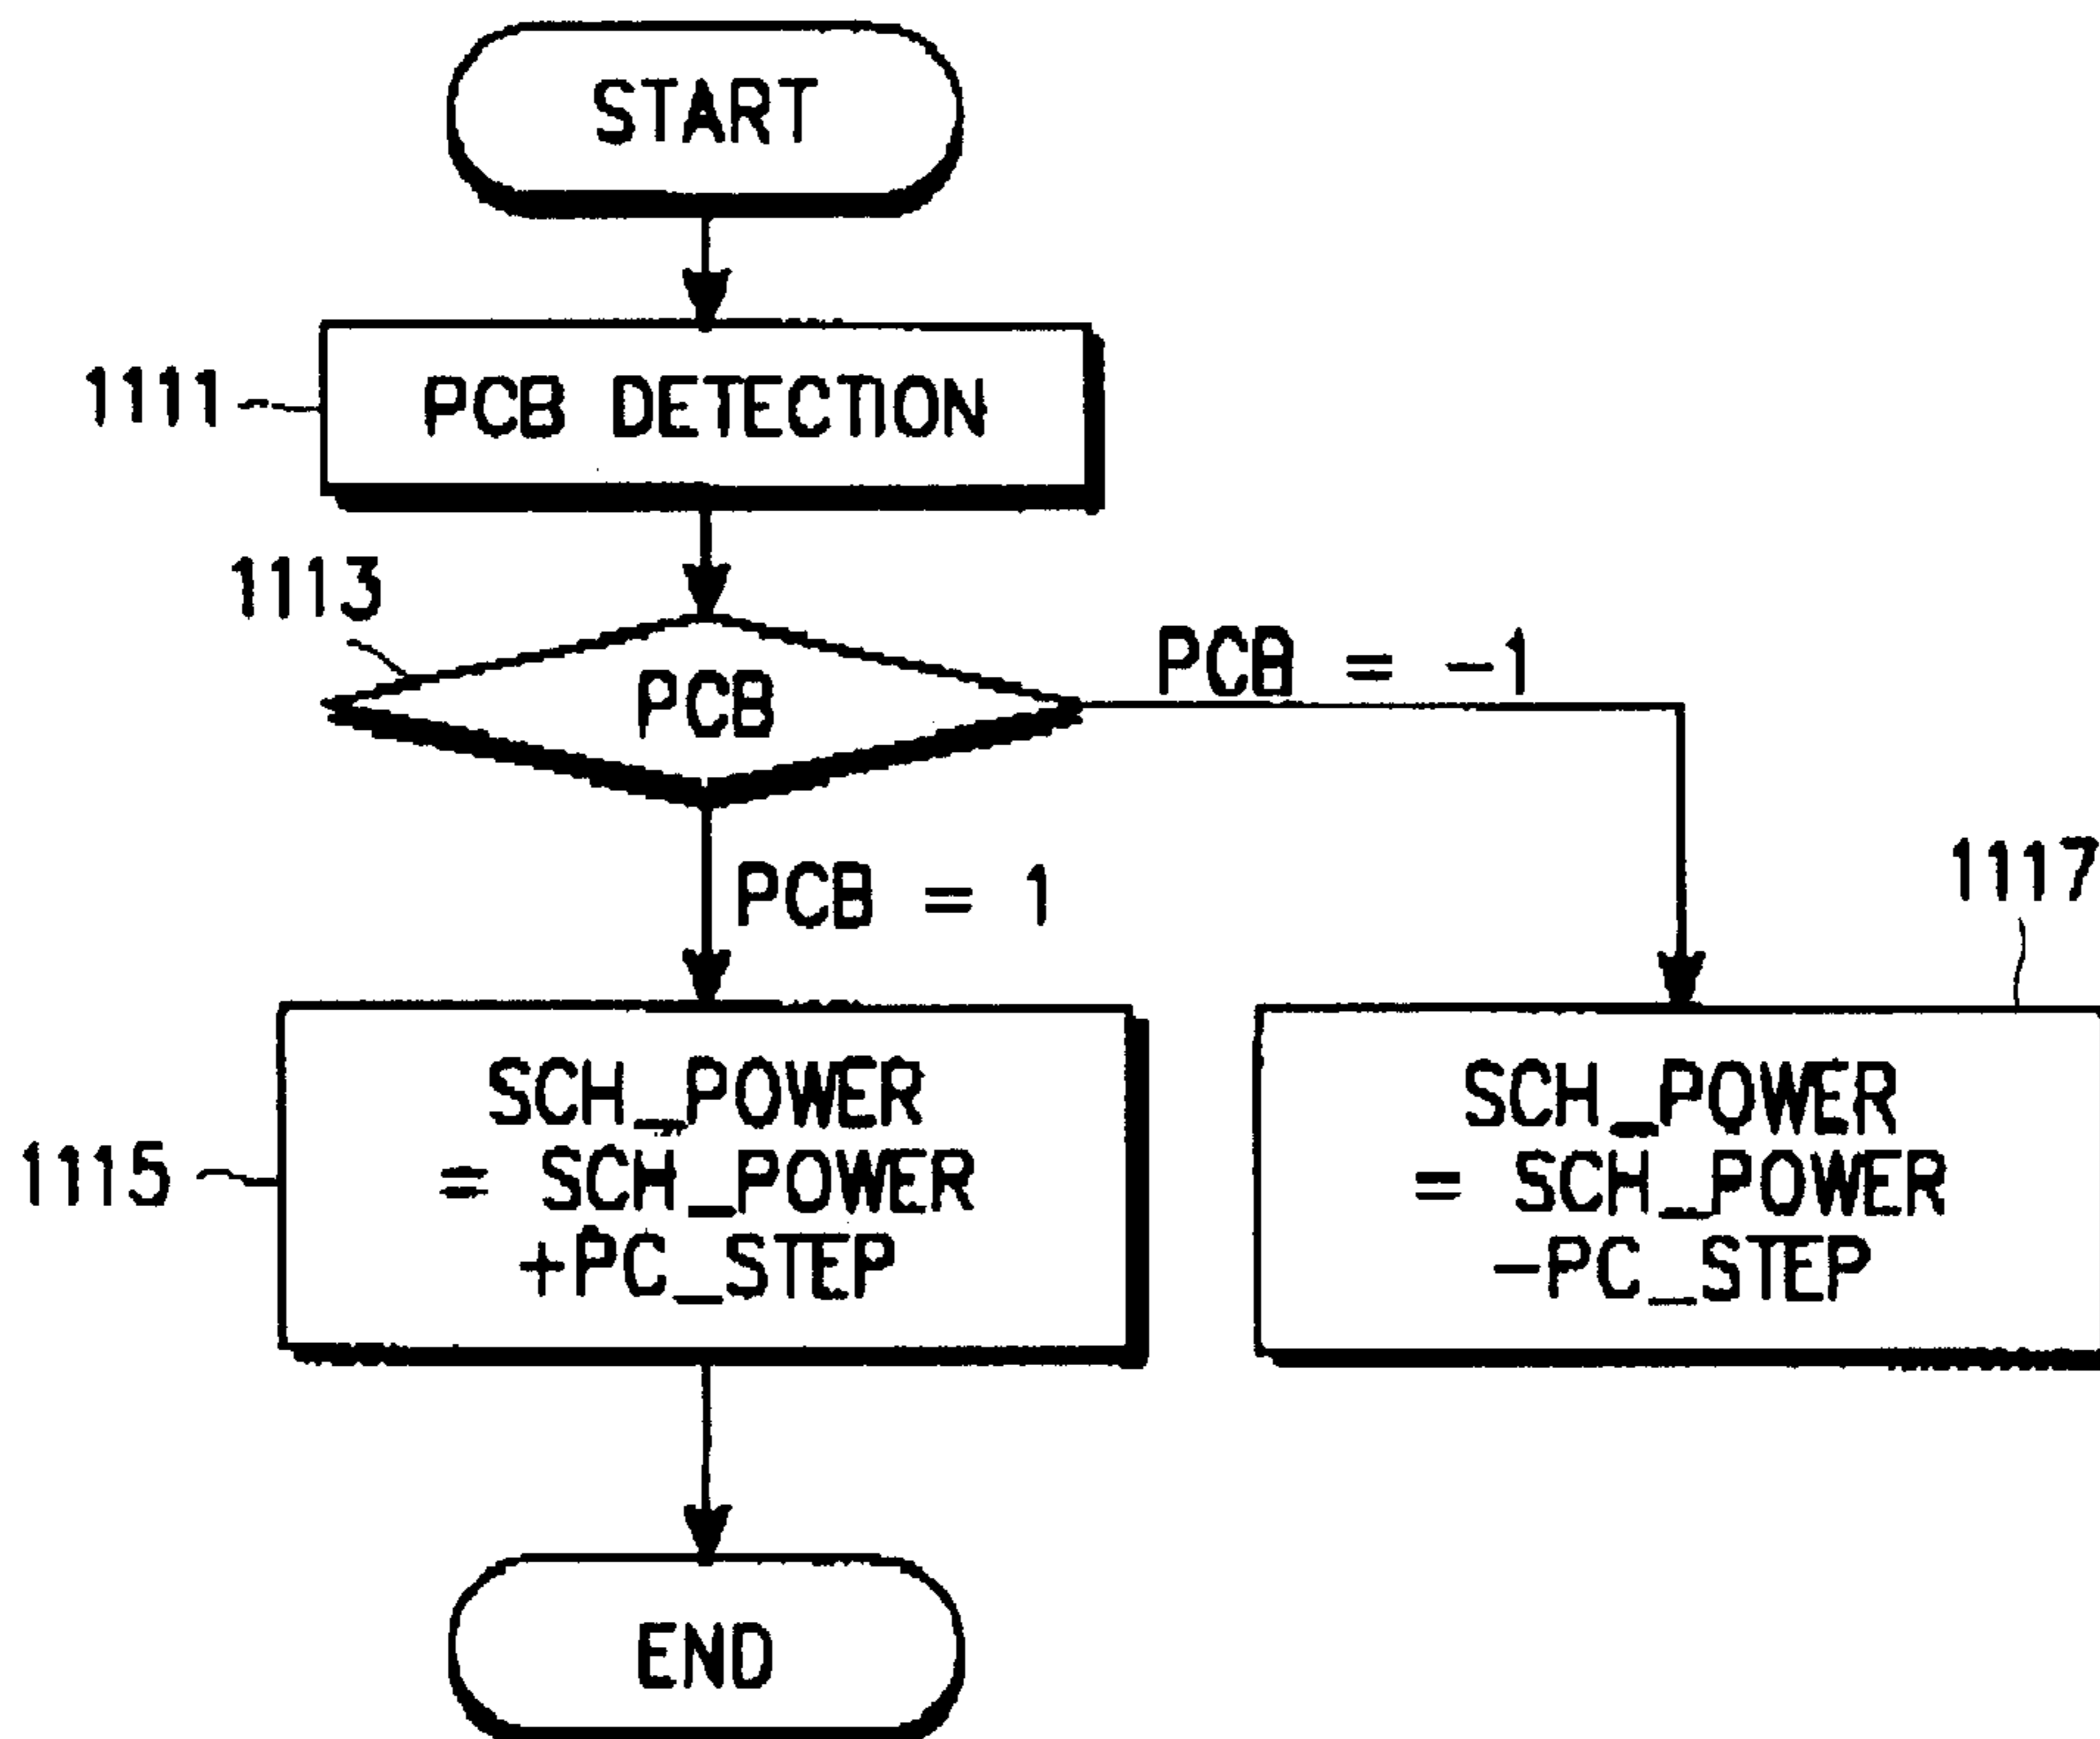 START
1111
PCB DETECTION
1113
PCB
PCB = -1
PCB = 1
1117
1115
SCH_POWER
= SCH_POWER
+PC_STEP
SCH_POWER
= SCH_POWER
-PC_STEP
END